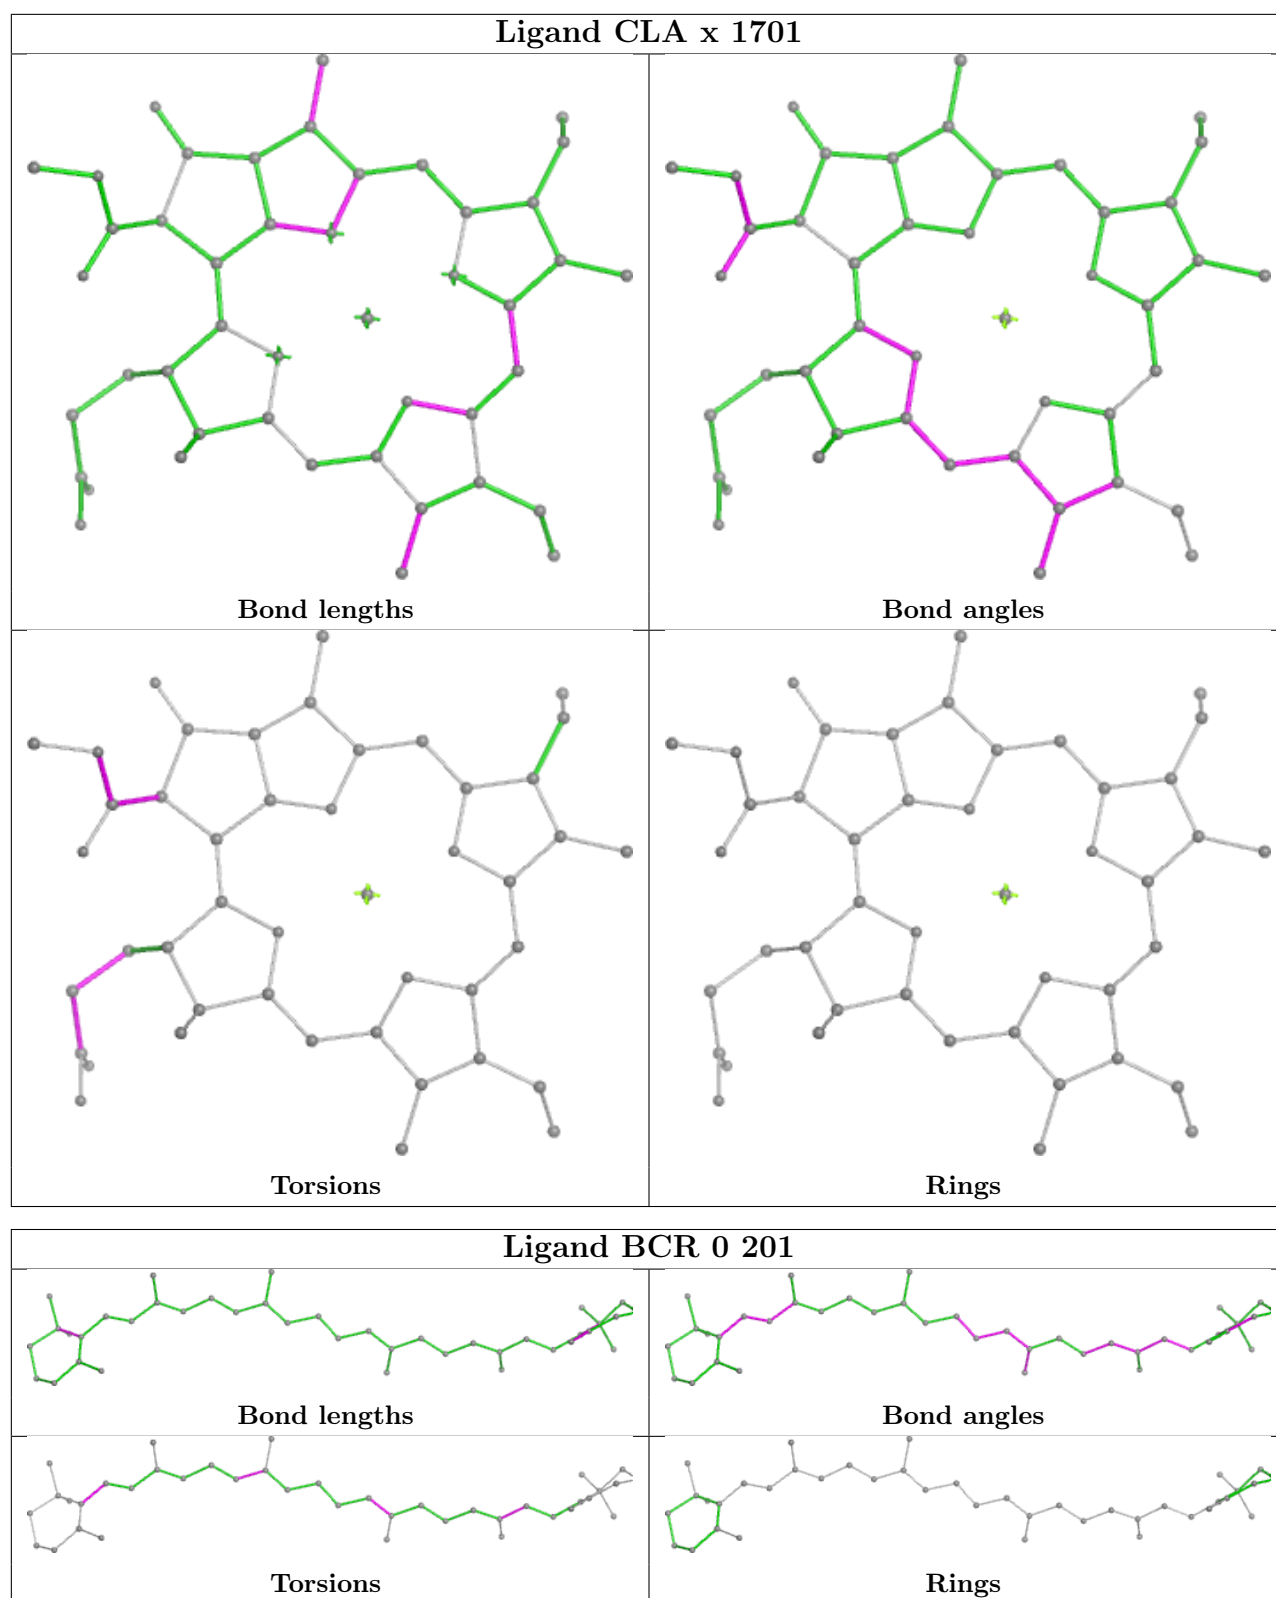 Ligand CLA x 1701
Bond lengths
Bond angles
Torsions
Rings
Ligand BCR 0 201
Bond lengths
Bond angles
Torsions
Rings